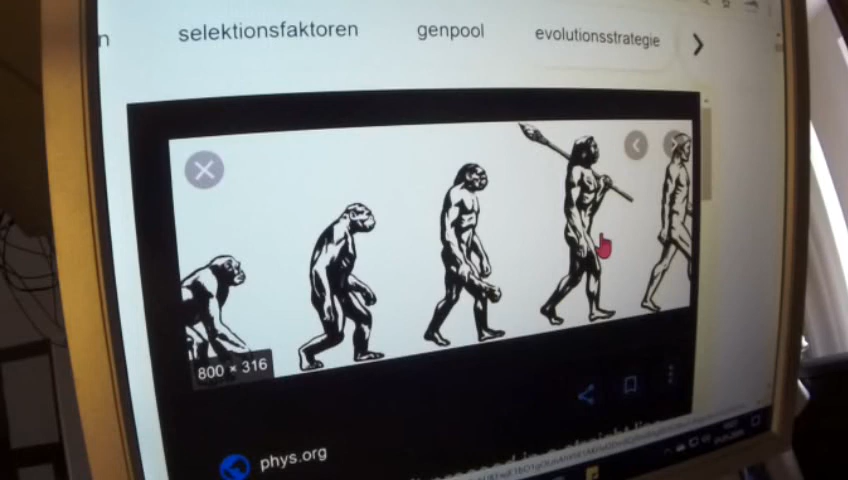 n
selektionsfaktoren
genpool
evolutionsstrategie
800 × 316
phys.org